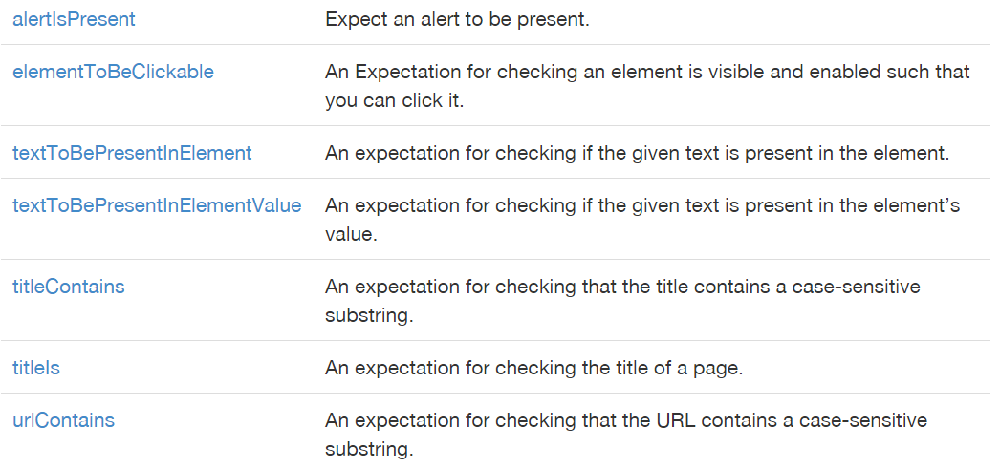 alertIsPresent Expect an alert to be present.
elementToBeClickable An Expectation for checking an element is visible and enabled such that
you can click it.
textToBePresentInElement An expectation for checking if the given text is present in the element.
textToBePresentInElementValue An expectation for checking if the given text is present in the element’s
value.
titleContains An expectation for checking that the title contains a case-sensitive
substring.
titleIs An expectation for checking the title of a page.
urlContains An expectation for checking that the URL contains a case-sensitive
substring.